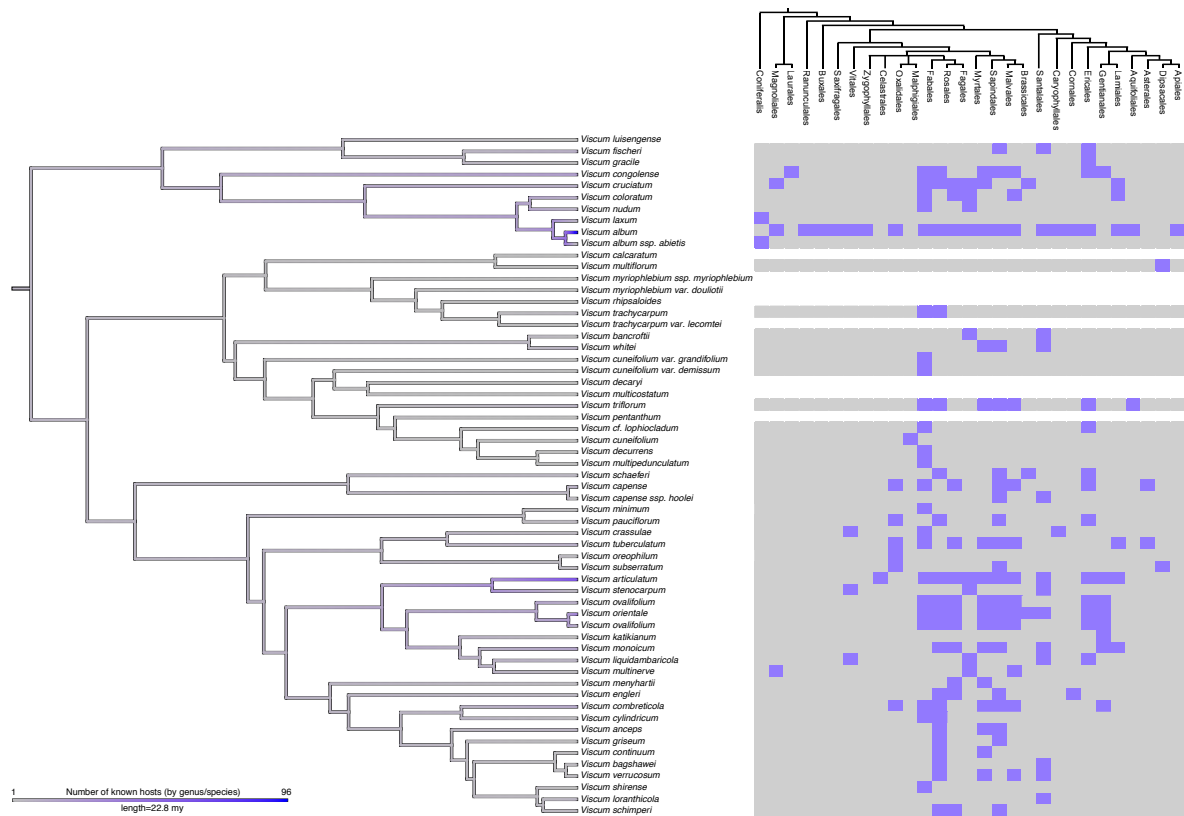 Coniferalis
Magnoliales
Laurales
Ranunculales
Buxales
Saxifragales
Vitales
Zygophyllales
Celastrales
Oxalidales
Malphigiales
Fabales
Rosales
Fagales
Myrtales
Sapindales
Malvales
Brassicales
Santalales
Caryophyllales
Cornales
Ericales
Gentianales
Lamiales
Aquifoliales
Asterales
Dipsacales
Apiales
Viscum luisengense
Viscum fischeri
Viscum gracile
Viscum congolense
Viscum cruciatum
Viscum coloratum
Viscum nudum
Viscum laxum
Viscum album
Viscum album ssp. abietis
Viscum calcaratum
Viscum multiflorum
Viscum myriophlebium ssp. myriophlebium
Viscum myriophlebium var. douliotii
Viscum rhipsaloides
Viscum trachycarpum
Viscum trachycarpum var. lecomtei
Viscum bancroftii
Viscum whitei
Viscum cuneifolium var. grandifolium
Viscum cuneifolium var. demissum
Viscum decaryi
Viscum multicostatum
Viscum triflorum
Viscum pentanthum
Viscum cf. lophiocladum
Viscum cuneifolium
Viscum decurrens
Viscum multipedunculatum
Viscum schaeferi
Viscum capense
Viscum capense ssp. hoolei
Viscum minimum
Viscum pauciflorum
Viscum crassulae
Viscum tuberculatum
Viscum oreophilum
Viscum subserratum
Viscum articulatum
Viscum stenocarpum
Viscum ovalifolium
Viscum orientale
Viscum ovalifolium
Viscum katikianum
Viscum monoicum
Viscum liquidambaricola
Viscum multinerve
Viscum menyhartii
Viscum engleri
Viscum combreticola
Viscum cylindricum
Viscum anceps
Viscum griseum
Viscum continuum
Viscum bagshawei
Viscum verrucosum
Viscum shirense
Viscum loranthicola
Viscum schimperi
1 Number of known hosts (by genus/species) 96
length=22.8 my